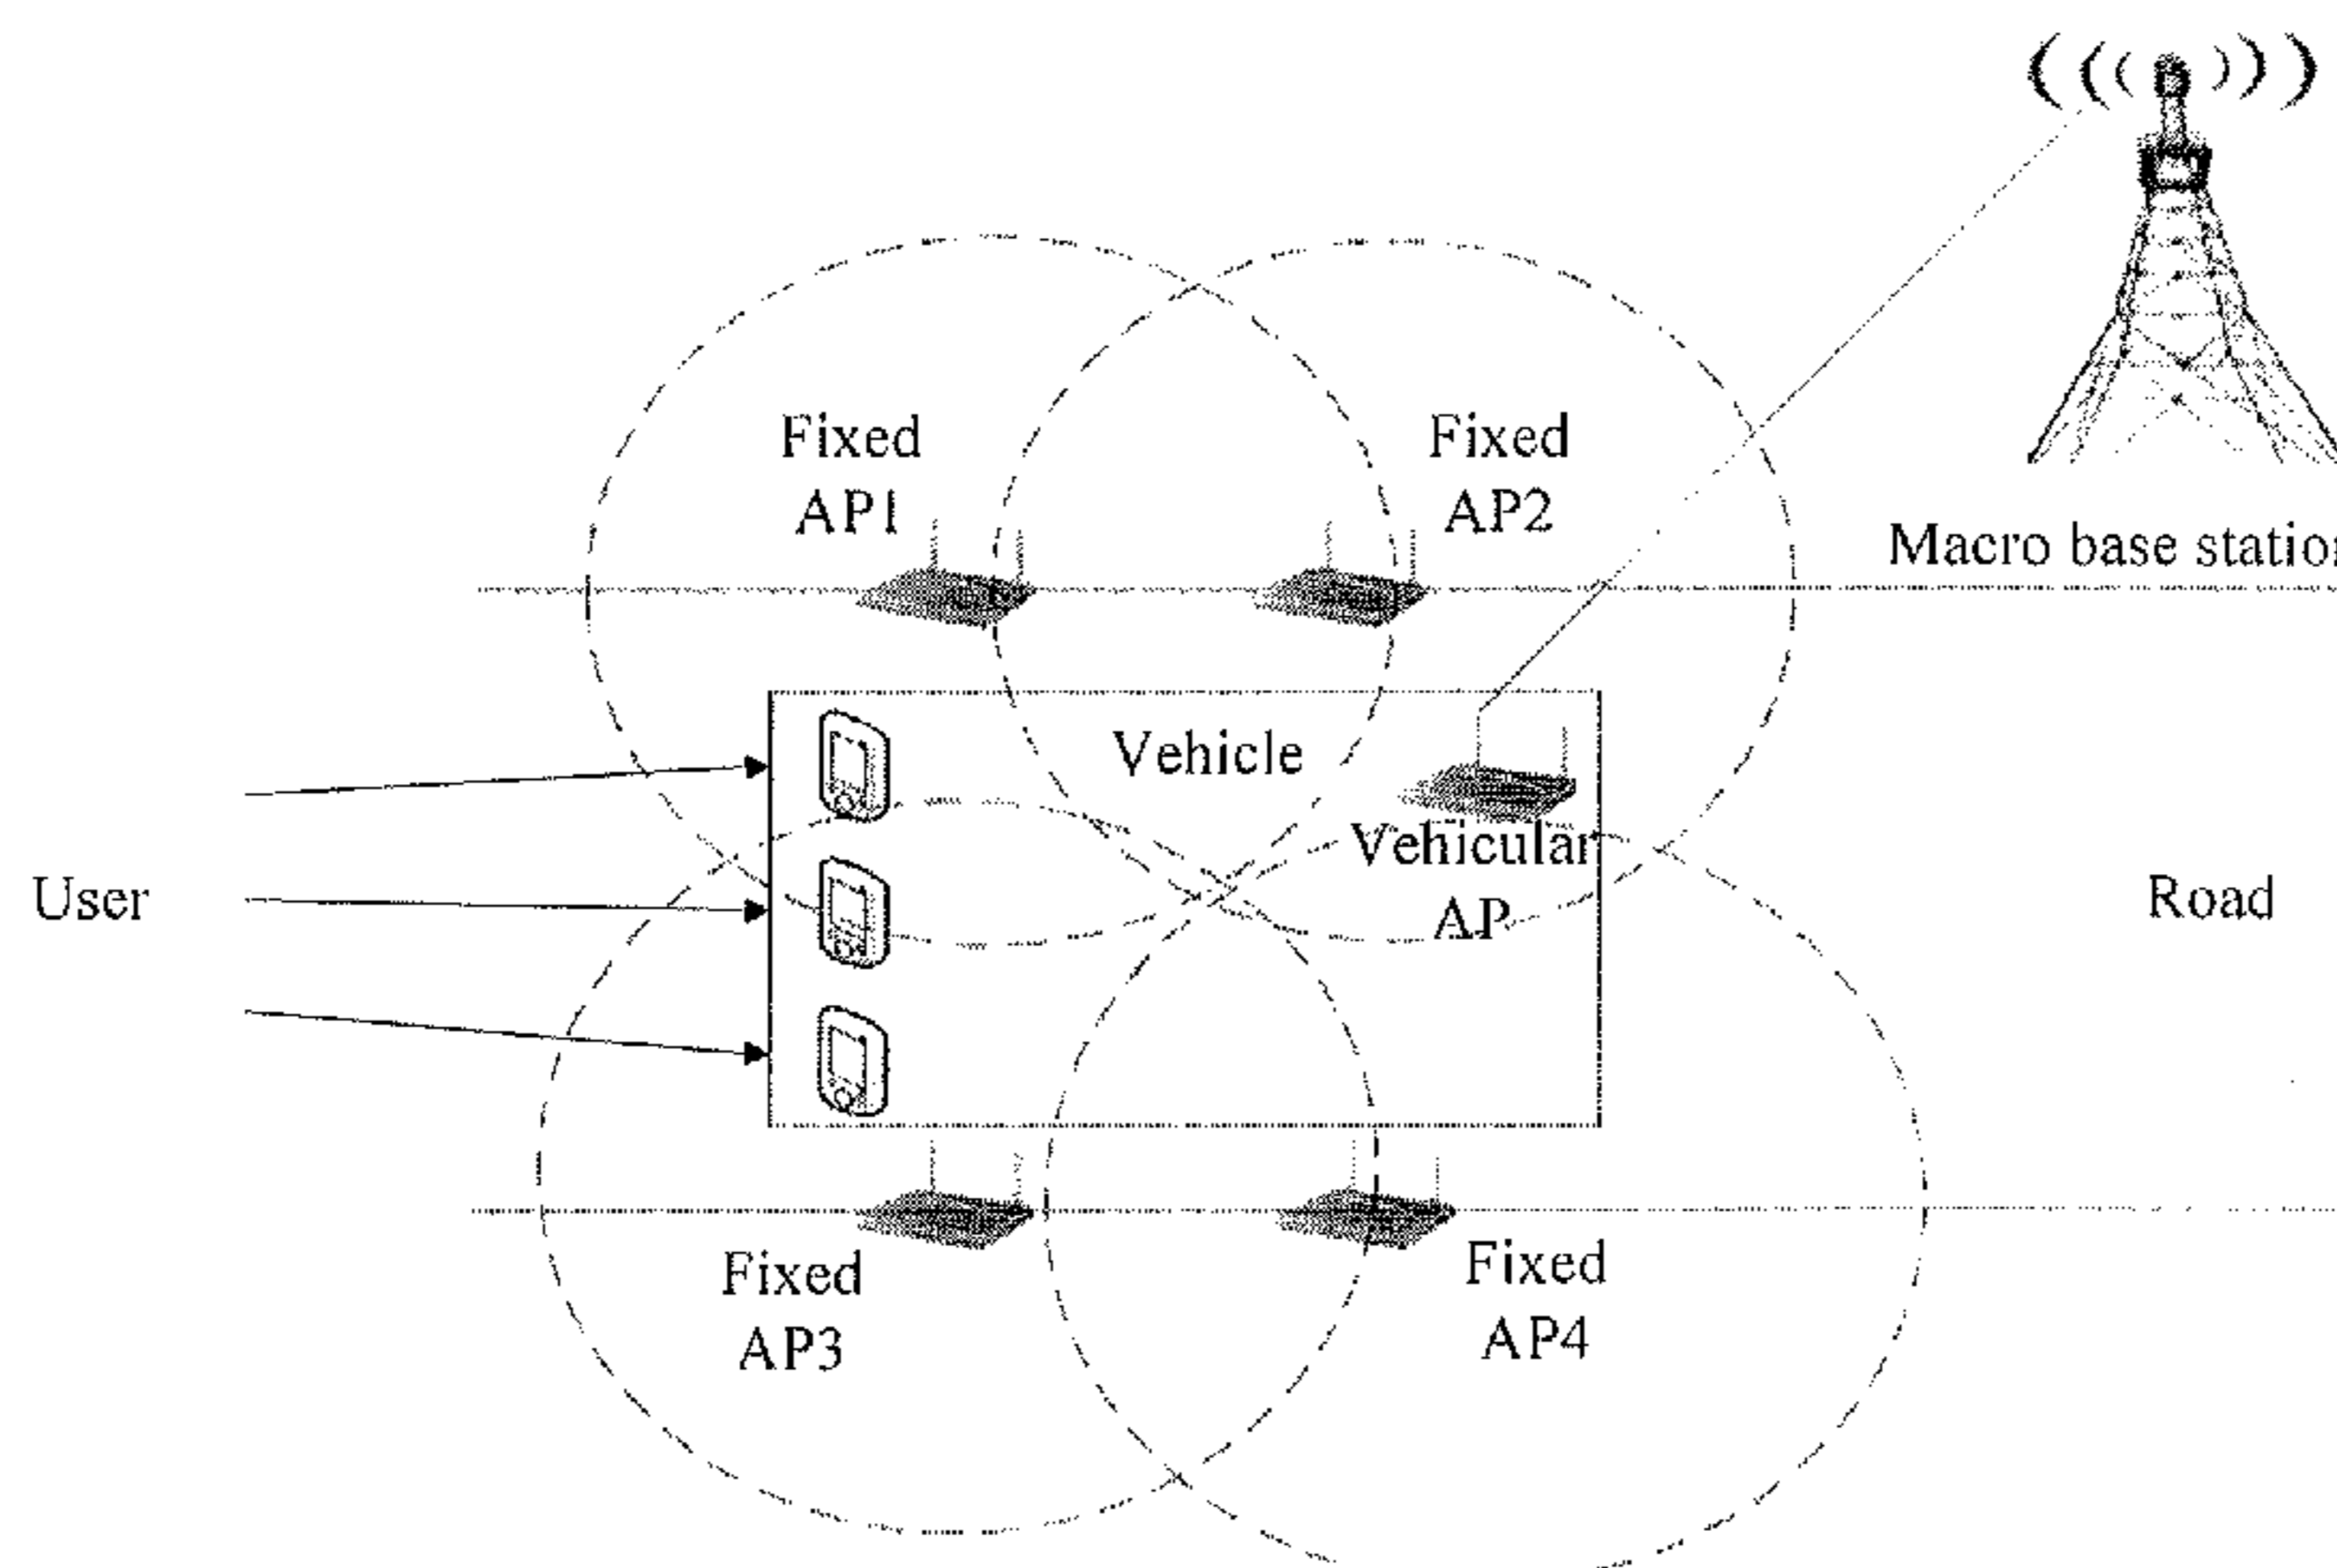 Fixed
AP1
Fixed
AP2
Macro base station
Vehicle
Vehicular
AP
User
Road
Fixed
AP3
Fixed
AP4